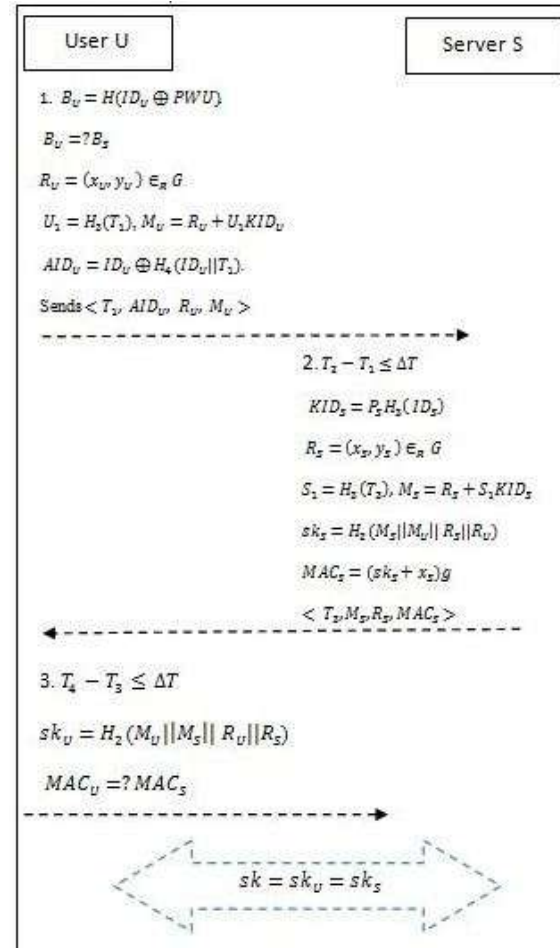 User U
Server S
1. B_U = H(ID_U ⊕ PWU)
B_U =? B_S
R_U = (x_U, y_U) ∈_R G
U_1 = H_3(T_1), M_U = R_U + U_1KID_U
AID_U = ID_U ⊕ H_4(ID_U||T_1).
Sends < T_1, AID_U, R_U, M_U >
2. T_2 − T_1 ≤ ΔT
KID_S = P_SH_3(ID_S)
R_S = (x_S, y_S) ∈_R G
S_1 = H_3(T_3), M_S = R_S + S_1KID_S
sk_S = H_2(M_S||M_U|| R_S||R_U)
MAC_S = (sk_S + x_S)g
< T_3, M_S, R_S, MAC_S >
3. T_4 − T_3 ≤ ΔT
sk_U = H_2(M_U||M_S|| R_U||R_S)
MAC_U =? MAC_S
sk = sk_U = sk_S